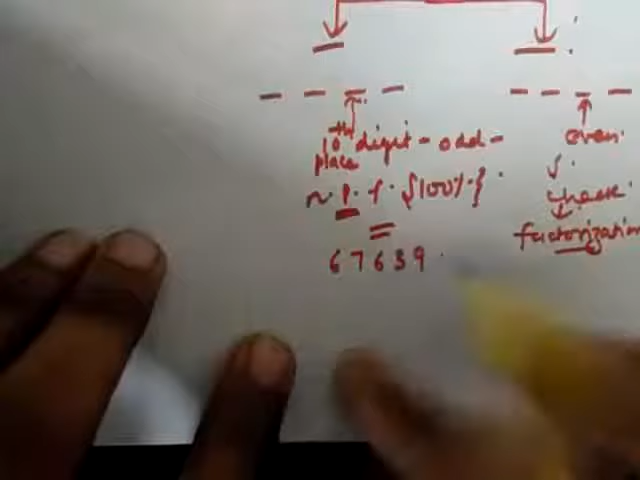 10th digit - odd - even.
place
N. P. f. {100%}. check.
factorization
67639.